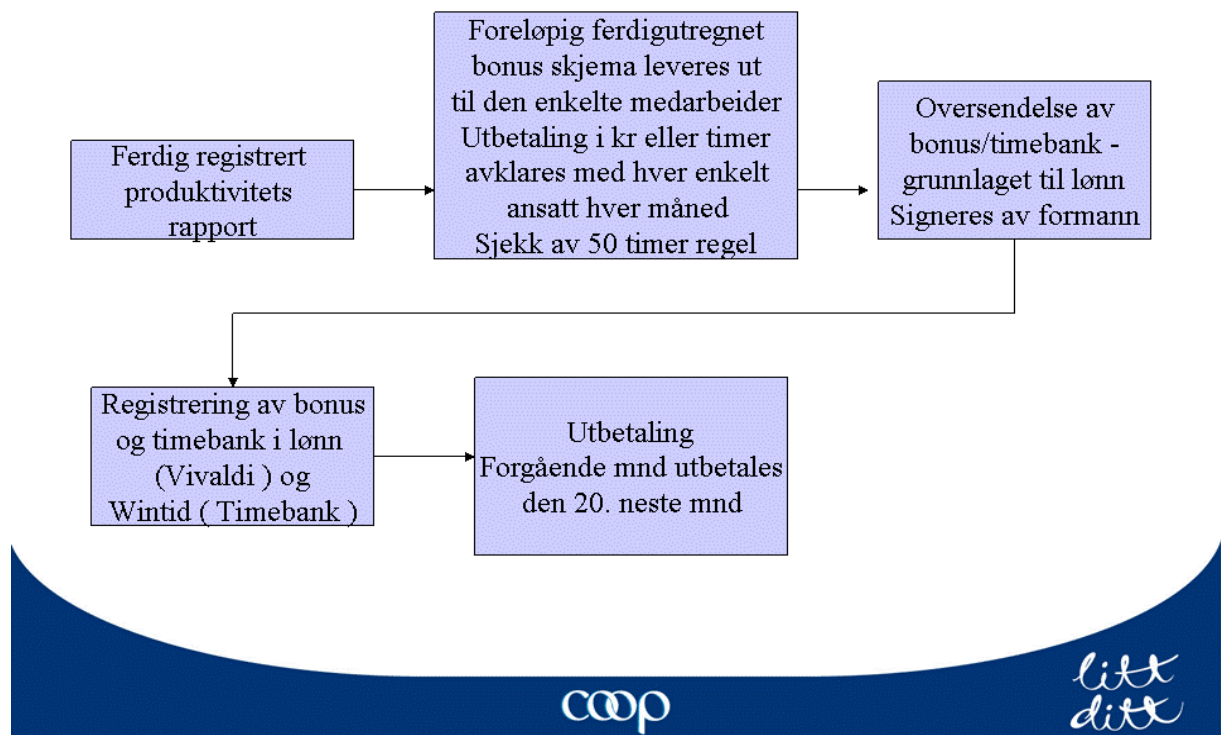 Ferdig registrert
produktivitets
rapport
Foreløpig ferdigutregnet
bonus skjema leveres ut
til den enkelte medarbeider
Utbetaling i kr eller timer
avklares med hver enkelt
ansatt hver måned
Sjekk av 50 timer regel
Oversendelse av
bonus/timebank -
grunnlaget til lønn
Signeres av formann
Registrering av bonus
og timebank i lønn
(Vivaldi ) og
Wintid ( Timebank )
Utbetaling
Forgående mnd utbetales
den 20. neste mnd
coop
litt
ditt